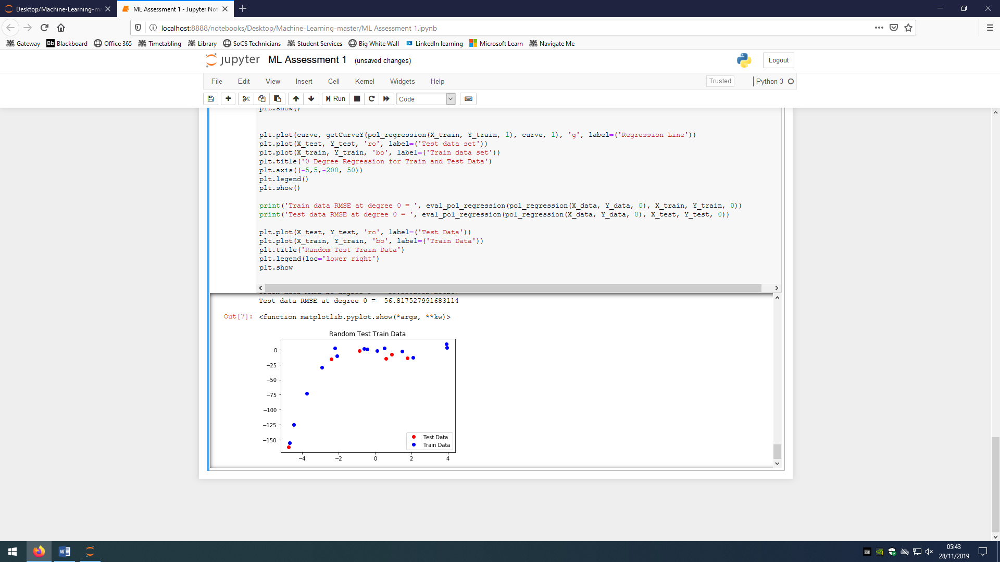 Desktop/Machine-Learning-m
ML Assessment 1 - Jupyter Not
localhost:8888/notebooks/Desktop/Machine-Learning-master/ML Assessment 1.ipynb
Gateway
Bb Blackboard
Office 365
Timetabling
Library
SoCS Technicians
Student Services
Big White Wall
LinkedIn learning
Microsoft Learn
Navigate Me
jupyter ML Assessment 1 (unsaved changes)
Logout
File Edit View Insert Cell Kernel Widgets Help
Trusted
Python 3
Run
Code
plt.show()
plt.plot(curve, getCurveY(pol_regression(X_train, Y_train, 1), curve, 1), 'g', label=('Regression Line'))
plt.plot(X_test, Y_test, 'ro', label=('Test data set'))
plt.plot(X_train, Y_train, 'bo', label=('Train data set'))
plt.title('0 Degree Regression for Train and Test Data')
plt.axis((-5,5,-200, 50))
plt.legend()
plt.show()
print('Train data RMSE at degree 0 = ', eval_pol_regression(pol_regression(X_data, Y_data, 0), X_train, Y_train, 0))
print('Test data RMSE at degree 0 = ', eval_pol_regression(pol_regression(X_data, Y_data, 0), X_test, Y_test, 0))
plt.plot(X_test, Y_test, 'ro', label=('Test Data'))
plt.plot(X_train, Y_train, 'bo', label=('Train Data'))
plt.title('Random Test Train Data')
plt.legend(loc='lower right')
plt.show
Test data RMSE at degree 0 =  56.817527991683114
Out[7]: <function matplotlib.pyplot.show(*args, **kw)>
Random Test Train Data
0
−25
−50
−75
−100
−125
−150
−4 −2 0 2 4
Test Data
Train Data
05:43
28/11/2019